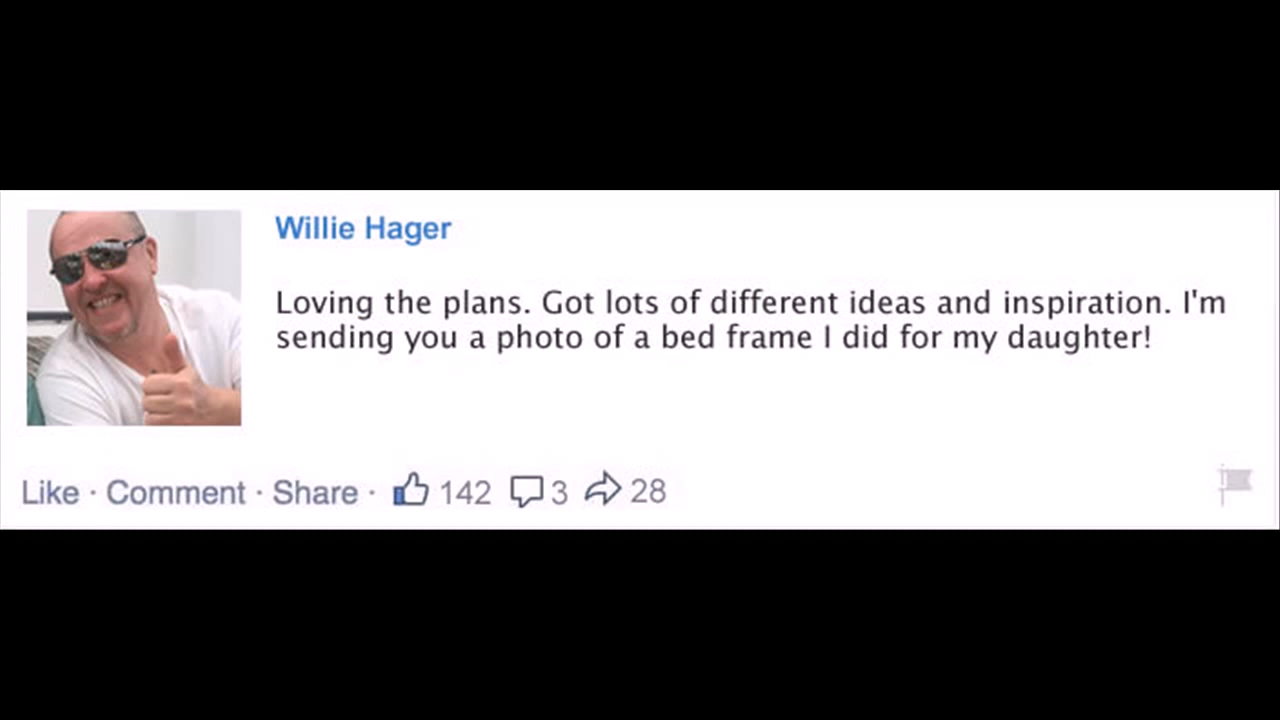 Willie Hager
Loving the plans. Got lots of different ideas and inspiration. I'm
sending you a photo of a bed frame I did for my daughter!
Like · Comment · Share · 142 3 28